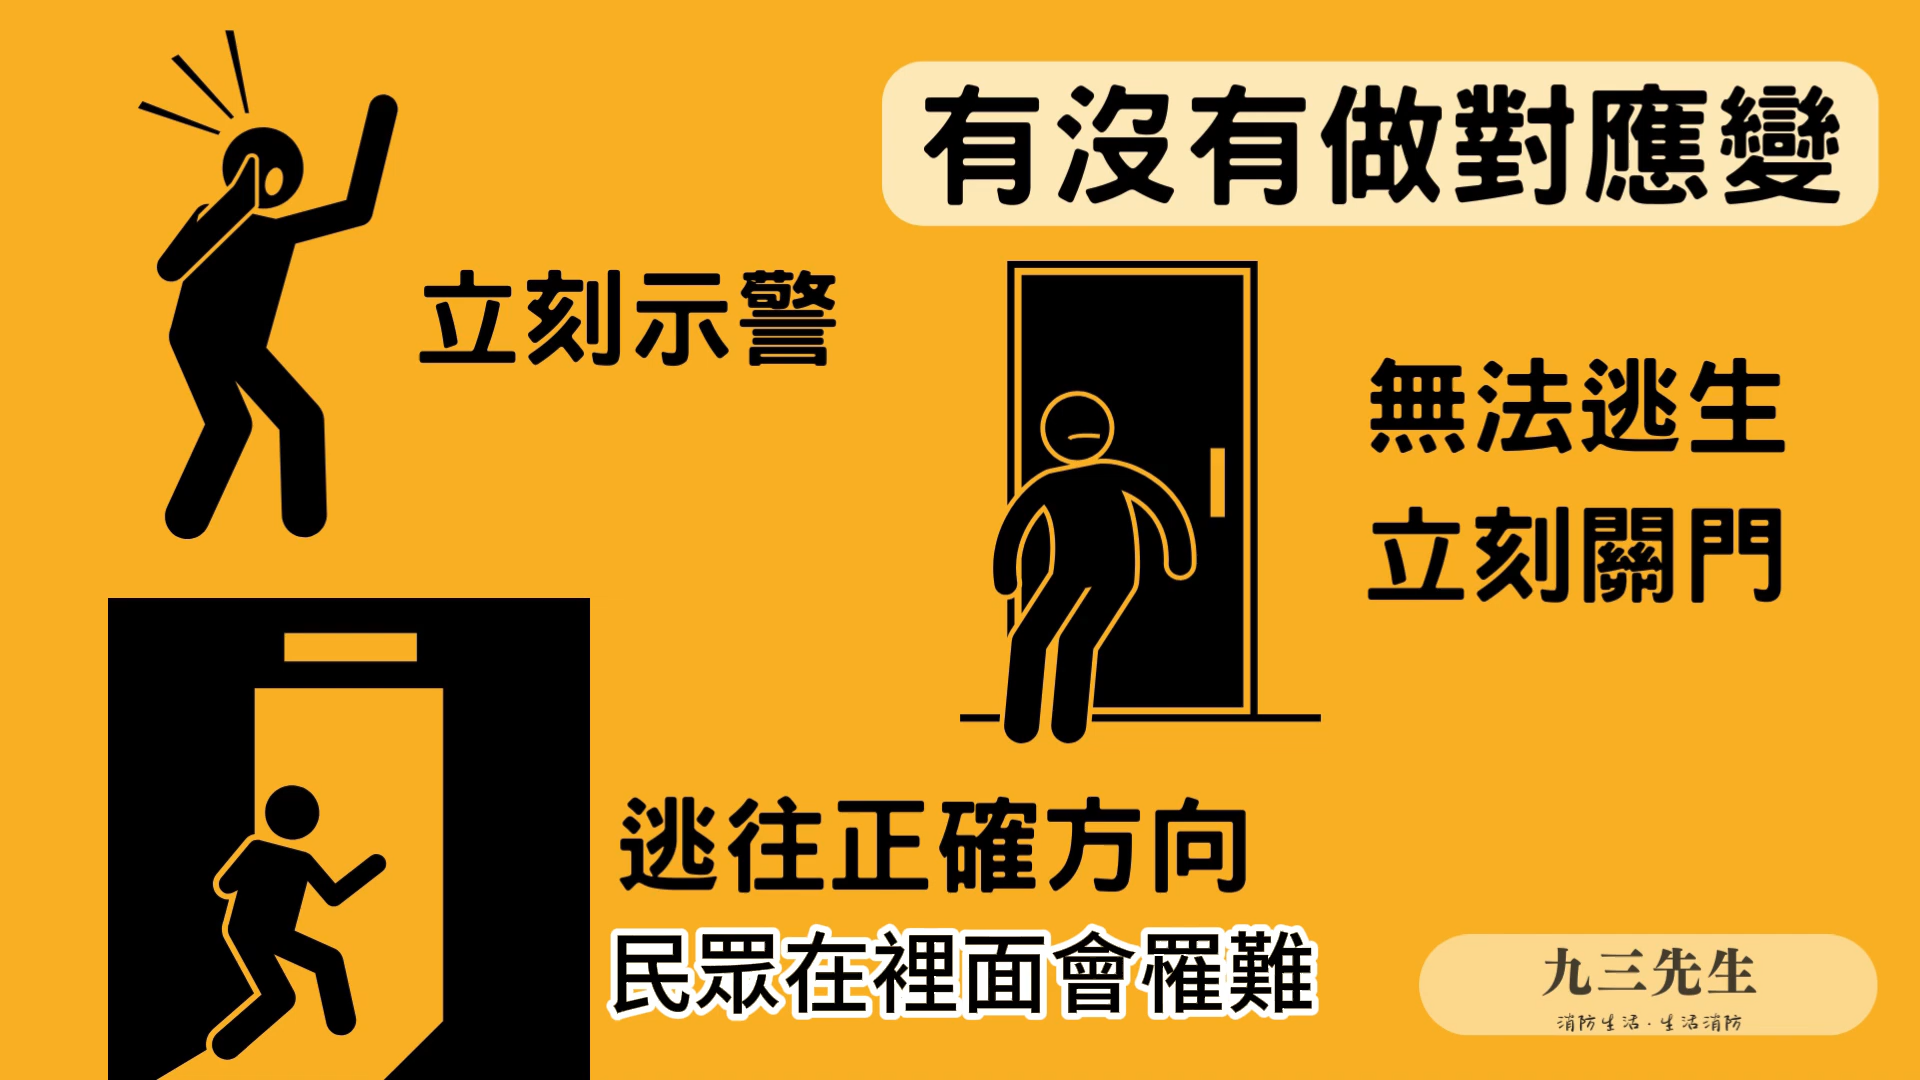 有沒有做對應變
立刻示警
無法逃生
立刻關門
逃往正確方向
民眾在裡面會罹難
九三先生
消防生活·生活消防